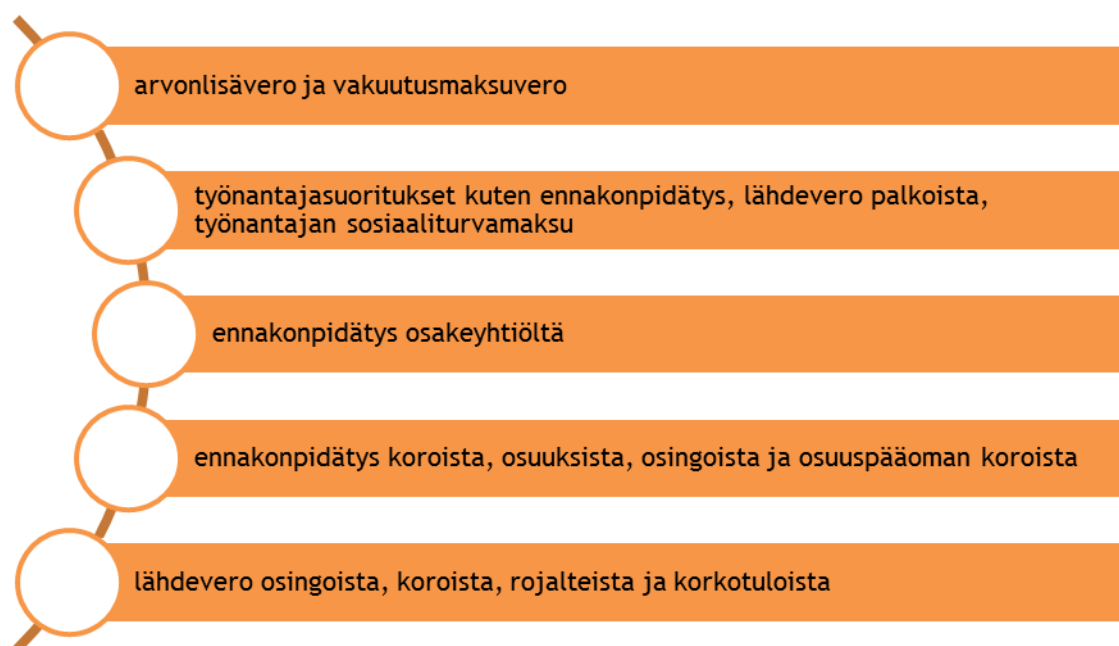 arvonlisävero ja vakuutusmaksuvero
työnantajasuoritukset kuten ennakonpidätys, lähdevero palkoista,
työnantajan sosiaaliturvamaksu
ennakonpidätys osakeyhtiöltä
ennakonpidätys koroista, osuuksista, osingoista ja osuuspääoman koroista
lähdevero osingoista, koroista, rojalteista ja korkotuloista